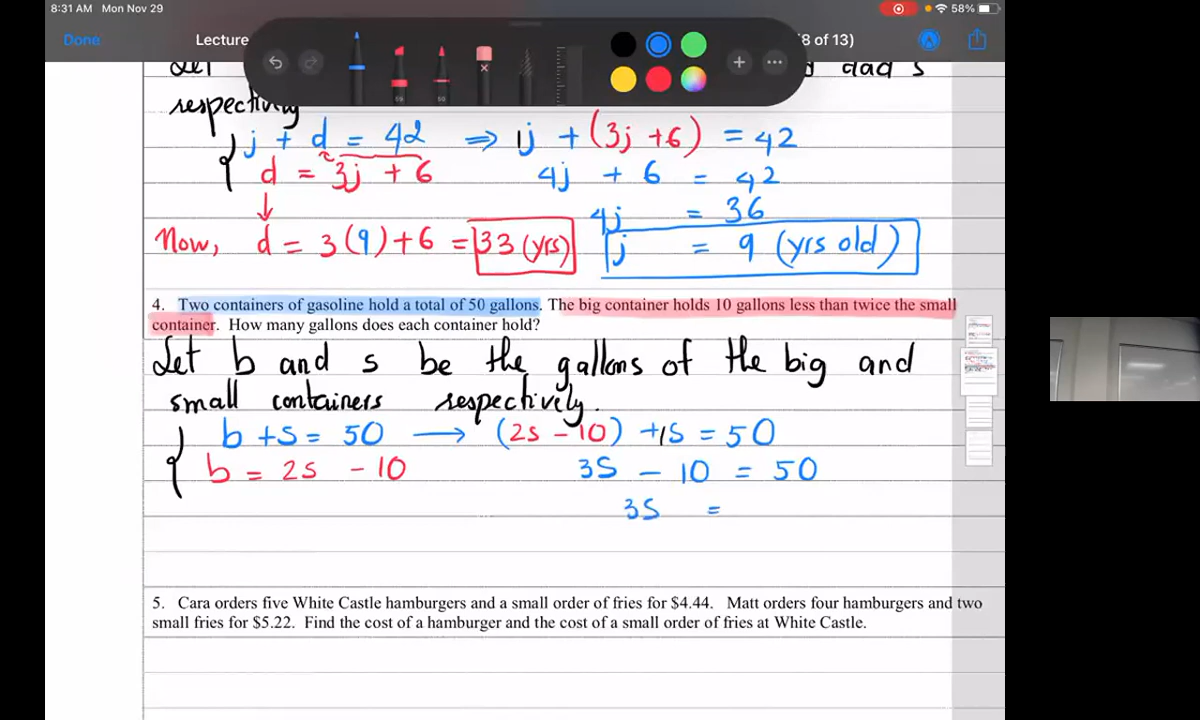 8:31 AM Mon Nov 29
58%
Done
Lecture
(8 of 13)
Let
dad's
respectively
j + d = 42 ⇒ 1j + (3j + 6) = 42
d = 3j + 6
4j + 6 = 42
4j = 36
Now, d = 3(9) + 6 = 33 (yrs)
j = 9 (yrs old)
4. Two containers of gasoline hold a total of 50 gallons. The big container holds 10 gallons less than twice the small
container. How many gallons does each container hold?
Let b and s be the gallons of the big and
small containers respectively.
b + s = 50 → (2s - 10) + 1s = 50
b = 2s - 10
3s - 10 = 50
3s =
5. Cara orders five White Castle hamburgers and a small order of fries for $4.44. Matt orders four hamburgers and two
small fries for $5.22. Find the cost of a hamburger and the cost of a small order of fries at White Castle.